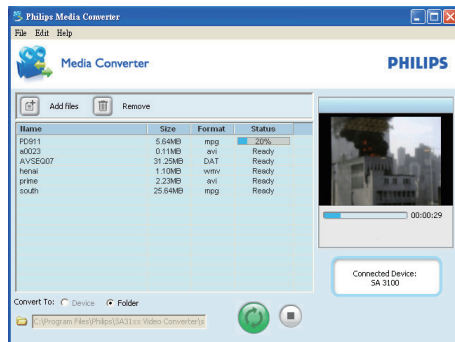 Philips Media Converter
File Edit Help
Media Converter
PHILIPS
Add files Remove
Name Size Format Status
PD911 5.64MB mpg 20%
a0023 0.11MB avi Ready
AVSEQ07 31.25MB DAT Ready
henai 1.10MB wmv Ready
prime 2.23MB avi Ready
south 25.64MB mpg Ready
00:00:29
Connected Device:
SA 3100
Convert To: Device Folder
C:\Program Files\Philips\SA31xx Video Converter\s